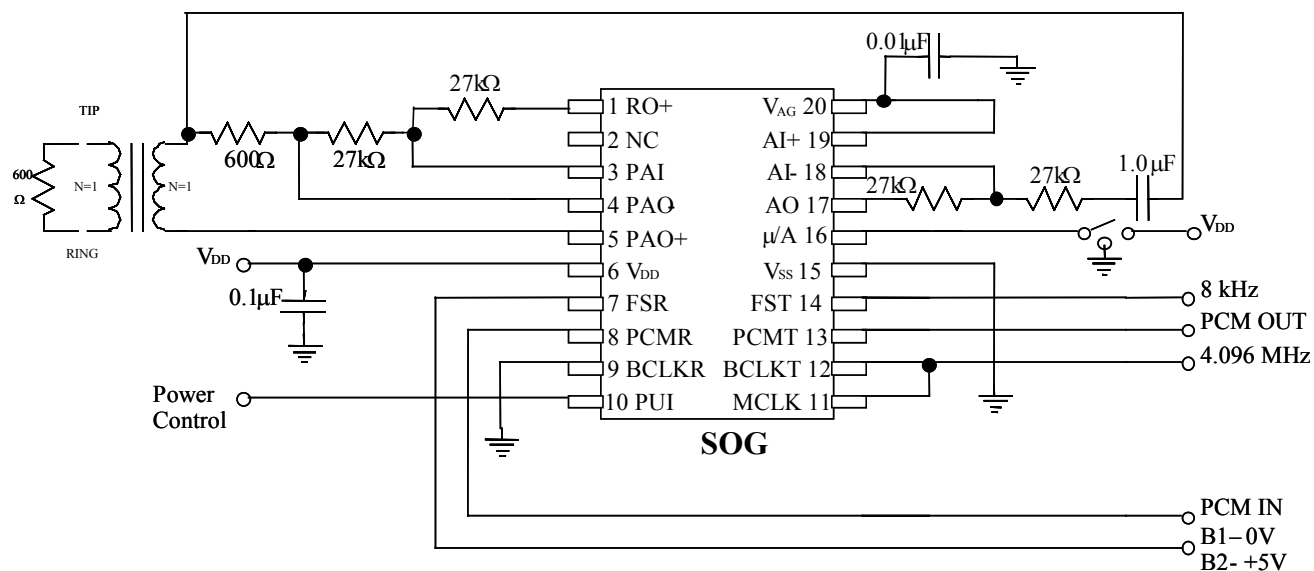 0.01µF
27kΩ
TIP
600Ω
27kΩ
600
Ω
N=1
N=1
RING
1 RO+
2 NC
3 PAI
4 PAO-
5 PAO+
6 VDD
7 FSR
8 PCMR
9 BCLKR
10 PUI
VAG 20
AI+ 19
AI- 18
AO 17
µ/A 16
VSS 15
FST 14
PCMT 13
BCLKT 12
MCLK 11
SOG
27kΩ
27kΩ
1.0µF
VDD
VDD
0.1µF
8 kHz
PCM OUT
4.096 MHz
Power
Control
PCM IN
B1– 0V
B2- +5V